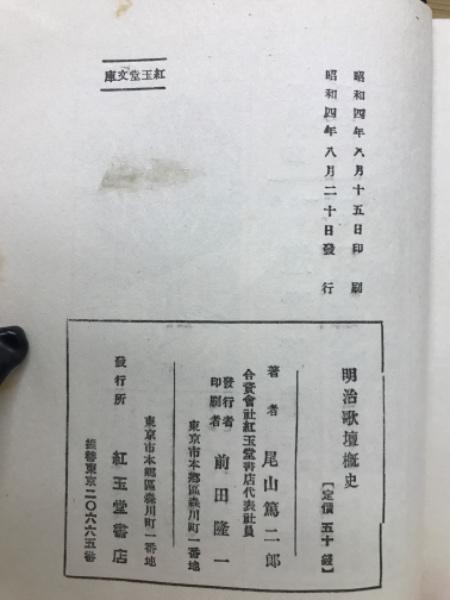 昭和四年八月十五日印刷
昭和四年八月二十日發行
紅玉堂文庫
明治歌壇概史
【定價五十錢】
著者 尾山篤二郎
合資會社紅玉堂書店代表社員
發行者
印刷者 前田隆一
東京市本鄕區森川町一番地
東京市本鄕區森川町一番地
發行所 紅玉堂書店
振替東京二〇六六五番